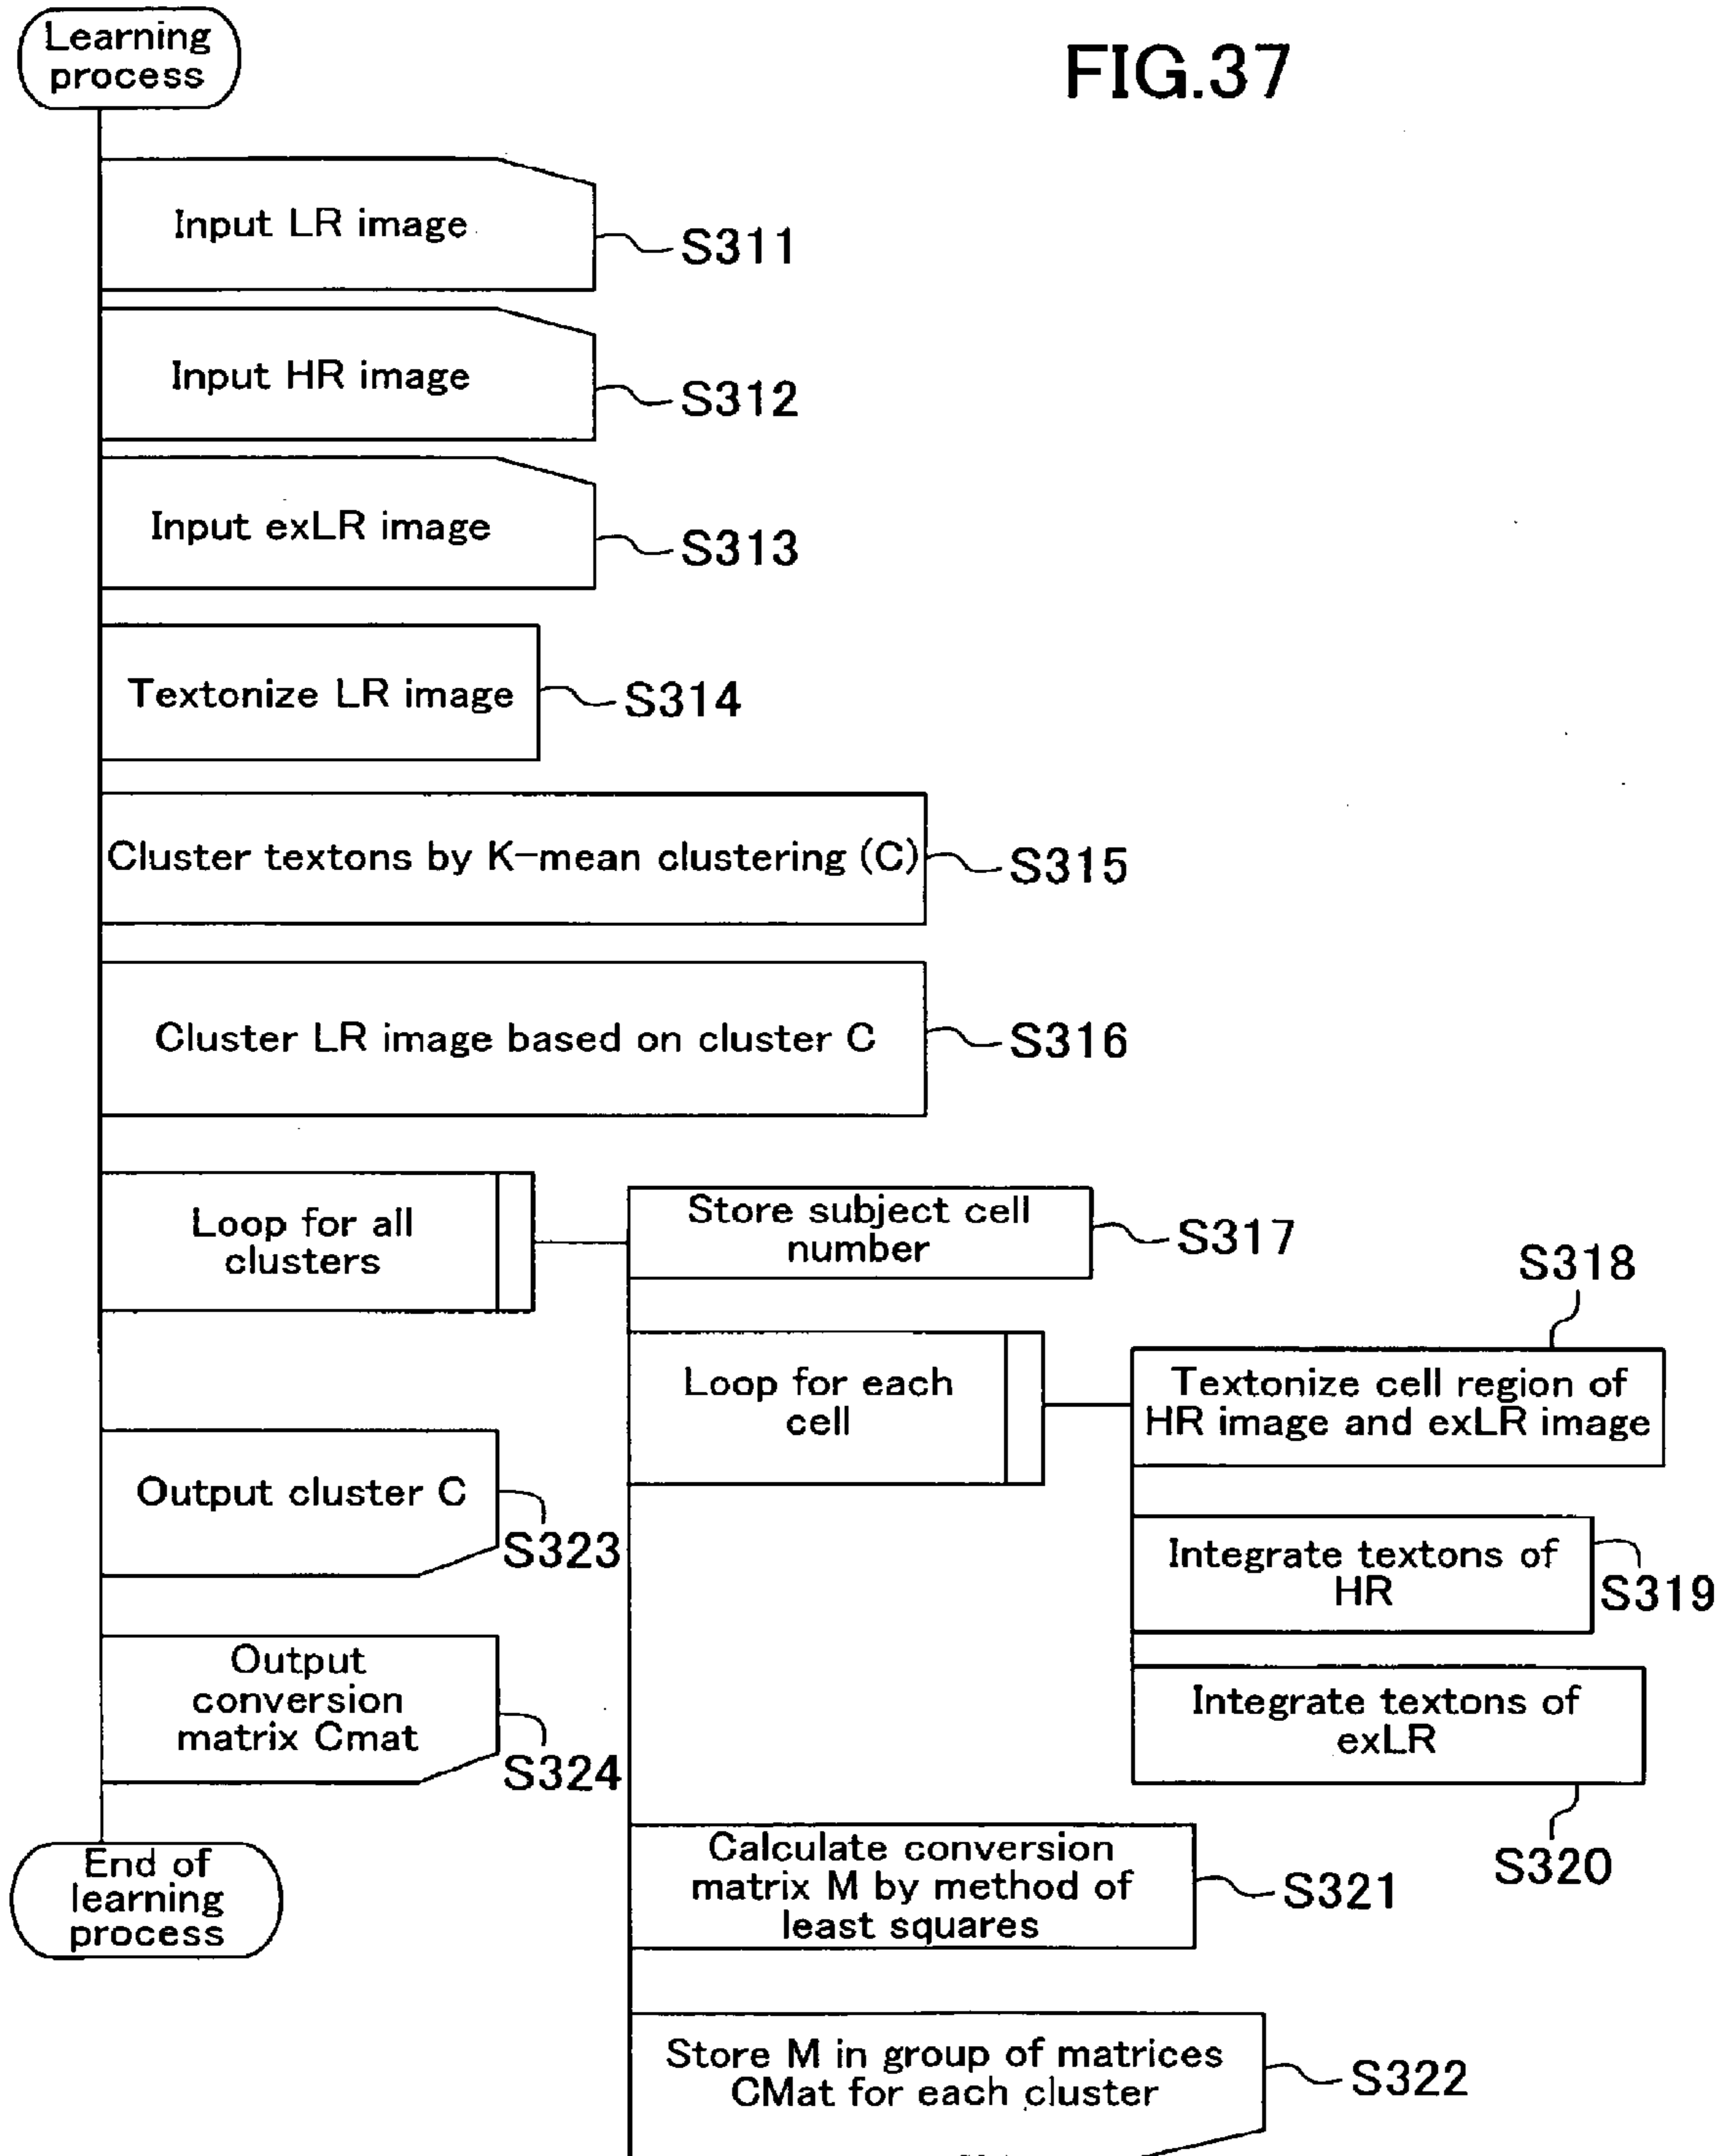 Learning
process
FIG.37
Input LR image
S311
Input HR image
S312
Input exLR image
S313
Textonize LR image
S314
Cluster textons by K-mean clustering (C)
S315
Cluster LR image based on cluster C
S316
Loop for all
clusters
Store subject cell
number
S317
Loop for each
cell
S318
Textonize cell region of
HR image and exLR image
Integrate textons of
HR
S319
Integrate textons of
exLR
S320
Calculate conversion
matrix M by method of
least squares
S321
Store M in group of matrices
CMat for each cluster
S322
Output cluster C
S323
Output
conversion
matrix Cmat
S324
End of
learning
process